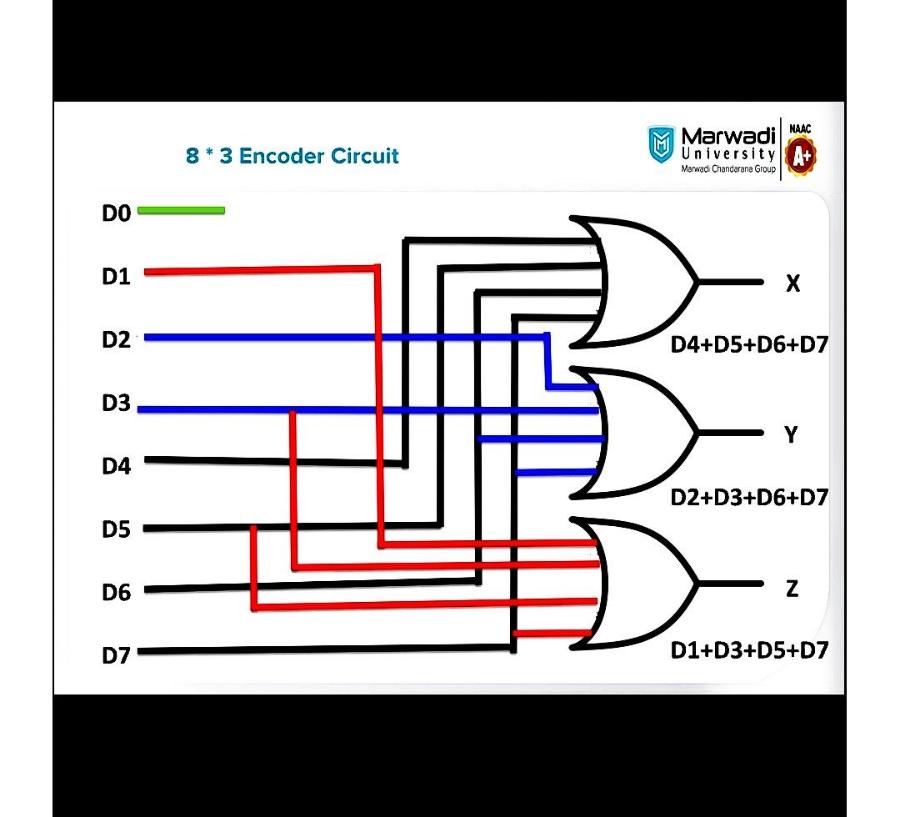 8 * 3 Encoder Circuit
Marwadi
University
Marwadi Chandarana Group
NAAC
A+
D0
D1
D2
D3
D4
D5
D6
D7
X
D4+D5+D6+D7
Y
D2+D3+D6+D7
Z
D1+D3+D5+D7